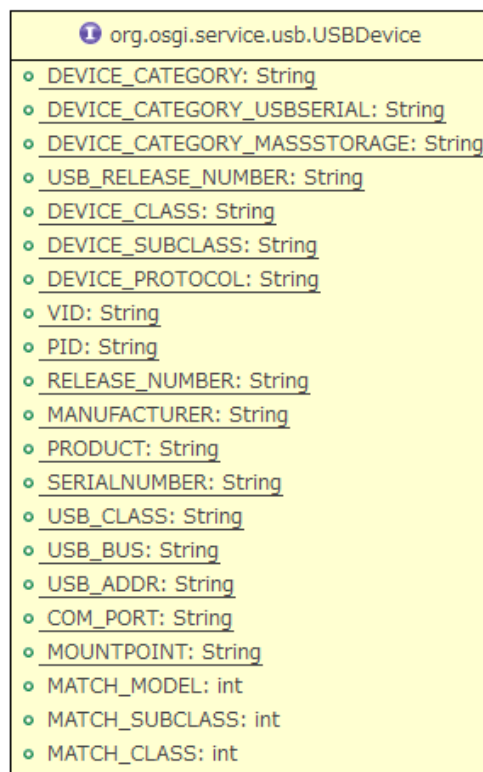 I org.osgi.service.usb.USBDevice
DEVICE_CATEGORY: String
DEVICE_CATEGORY_USBSERIAL: String
DEVICE_CATEGORY_MASSSTORAGE: String
USB_RELEASE_NUMBER: String
DEVICE_CLASS: String
DEVICE_SUBCLASS: String
DEVICE_PROTOCOL: String
VID: String
PID: String
RELEASE_NUMBER: String
MANUFACTURER: String
PRODUCT: String
SERIALNUMBER: String
USB_CLASS: String
USB_BUS: String
USB_ADDR: String
COM_PORT: String
MOUNTPOINT: String
MATCH_MODEL: int
MATCH_SUBCLASS: int
MATCH_CLASS: int